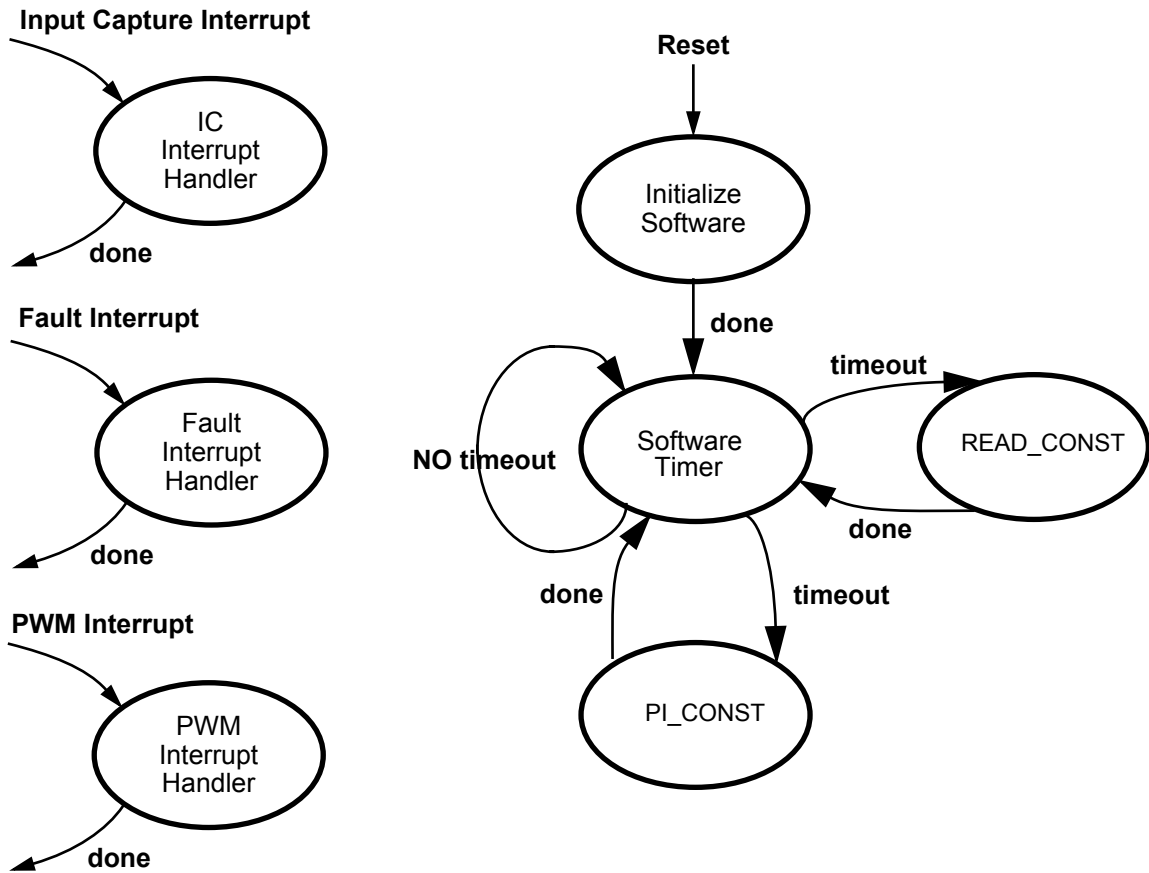 Input Capture Interrupt
IC
Interrupt
Handler
done
Fault Interrupt
Fault
Interrupt
Handler
done
PWM Interrupt
PWM
Interrupt
Handler
done
Reset
Initialize
Software
done
NO timeout
Software
Timer
timeout
READ_CONST
done
done
timeout
PI_CONST